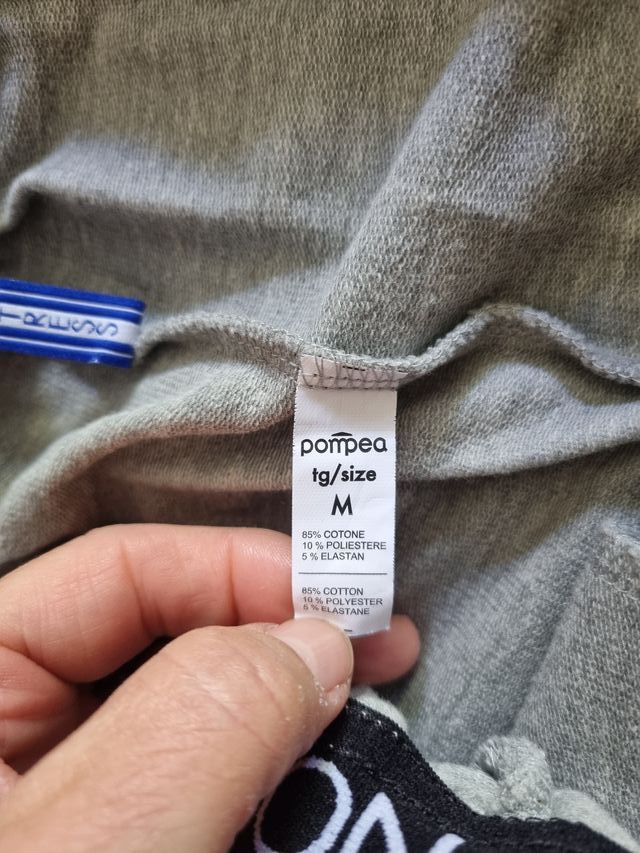 pompea
tg/size
M
85% COTONE
10 % POLIESTERE
5 % ELASTAN
85% COTTON
10 % POLYESTER
5 % ELASTANE